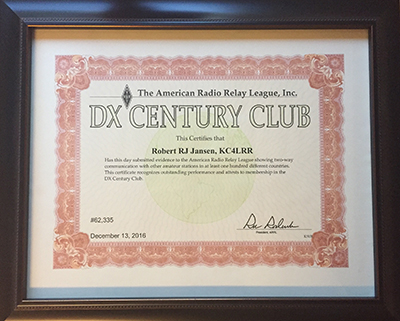 The American Radio Relay League, Inc.
DX CENTURY CLUB
This Certifies that
Robert RJ Jansen, KC4LRR
Has this day submitted evidence to the American Radio Relay League showing two-way
communication with other amateur stations in at least one hundred different countries.
This certificate recognizes outstanding performance and attests to membership in the
DX Century Club.
#62,335
December 13, 2016
President, ARRL